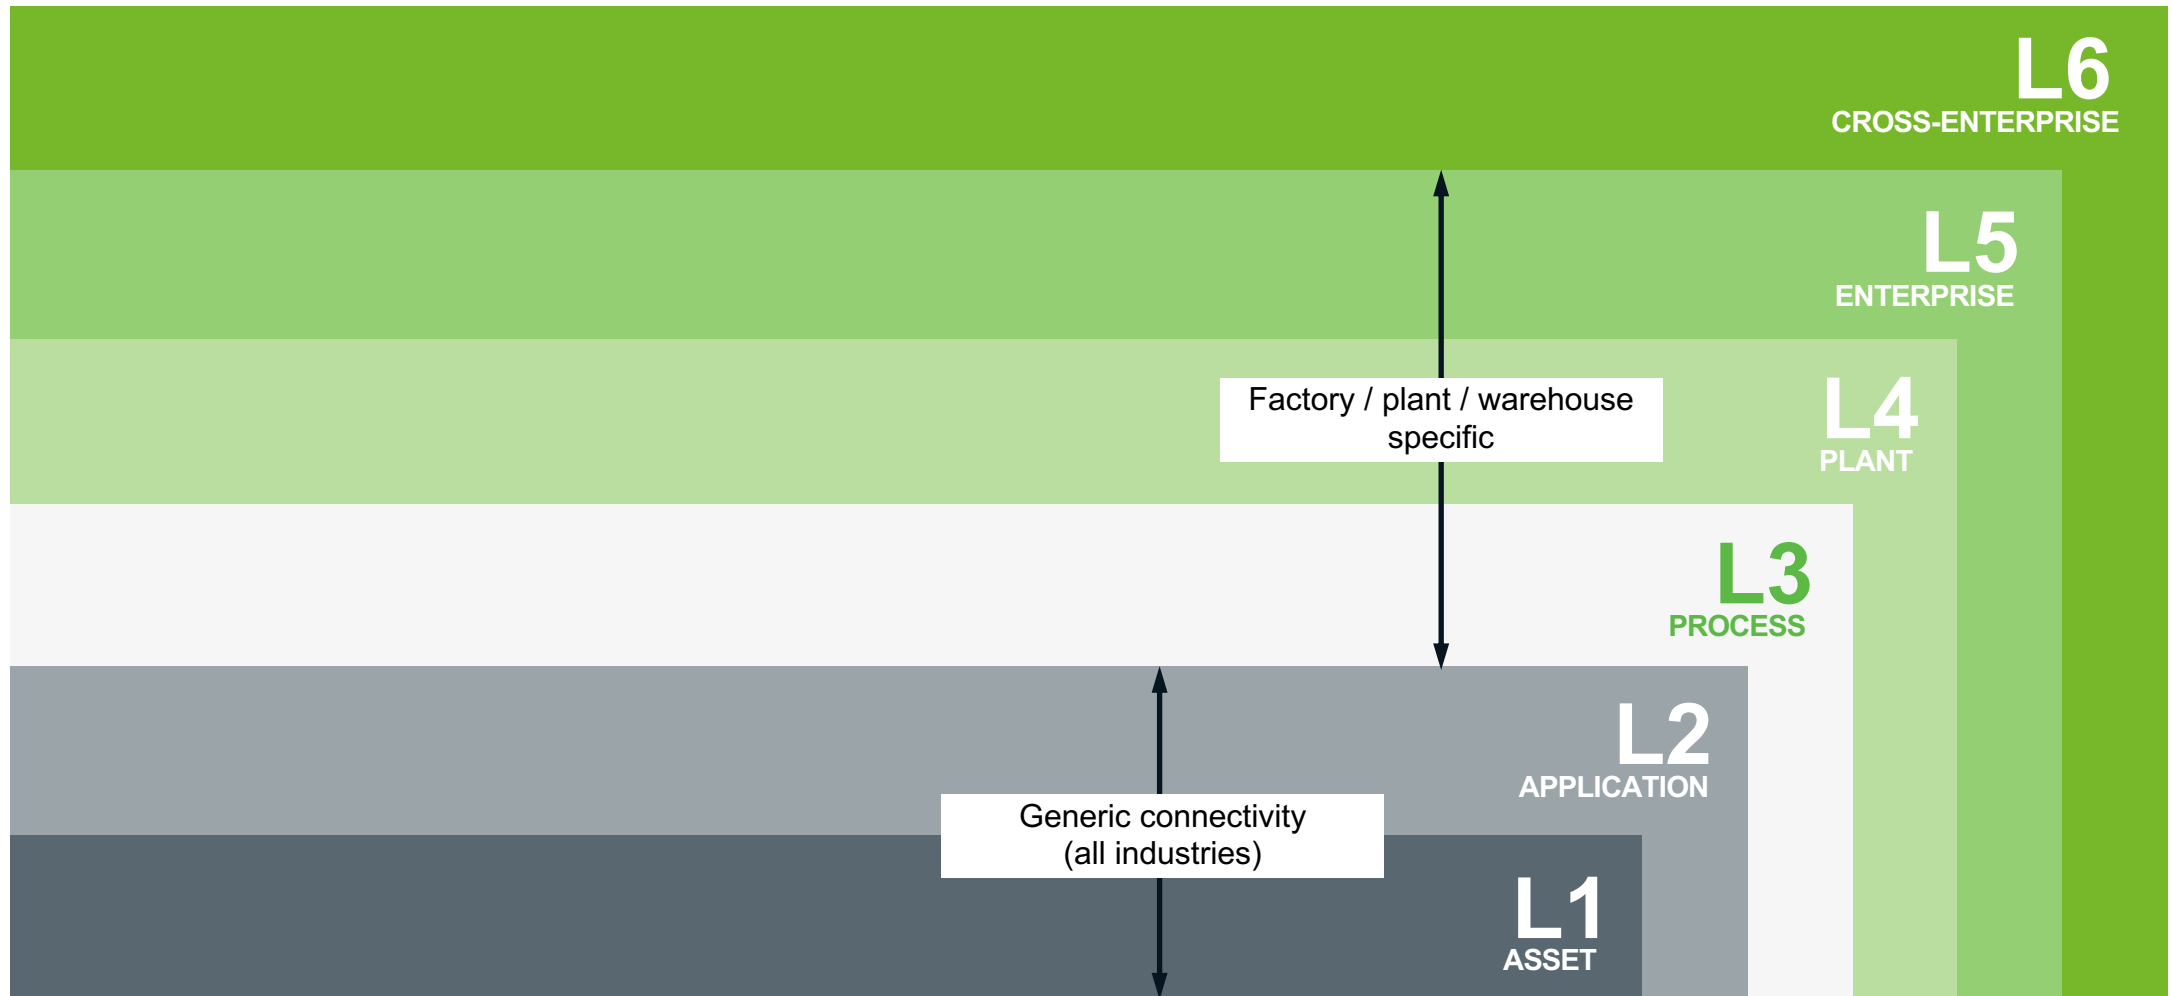 L6
CROSS-ENTERPRISE
L5
ENTERPRISE
L4
PLANT
Factory / plant / warehouse
specific
L3
PROCESS
L2
APPLICATION
Generic connectivity
(all industries)
L1
ASSET